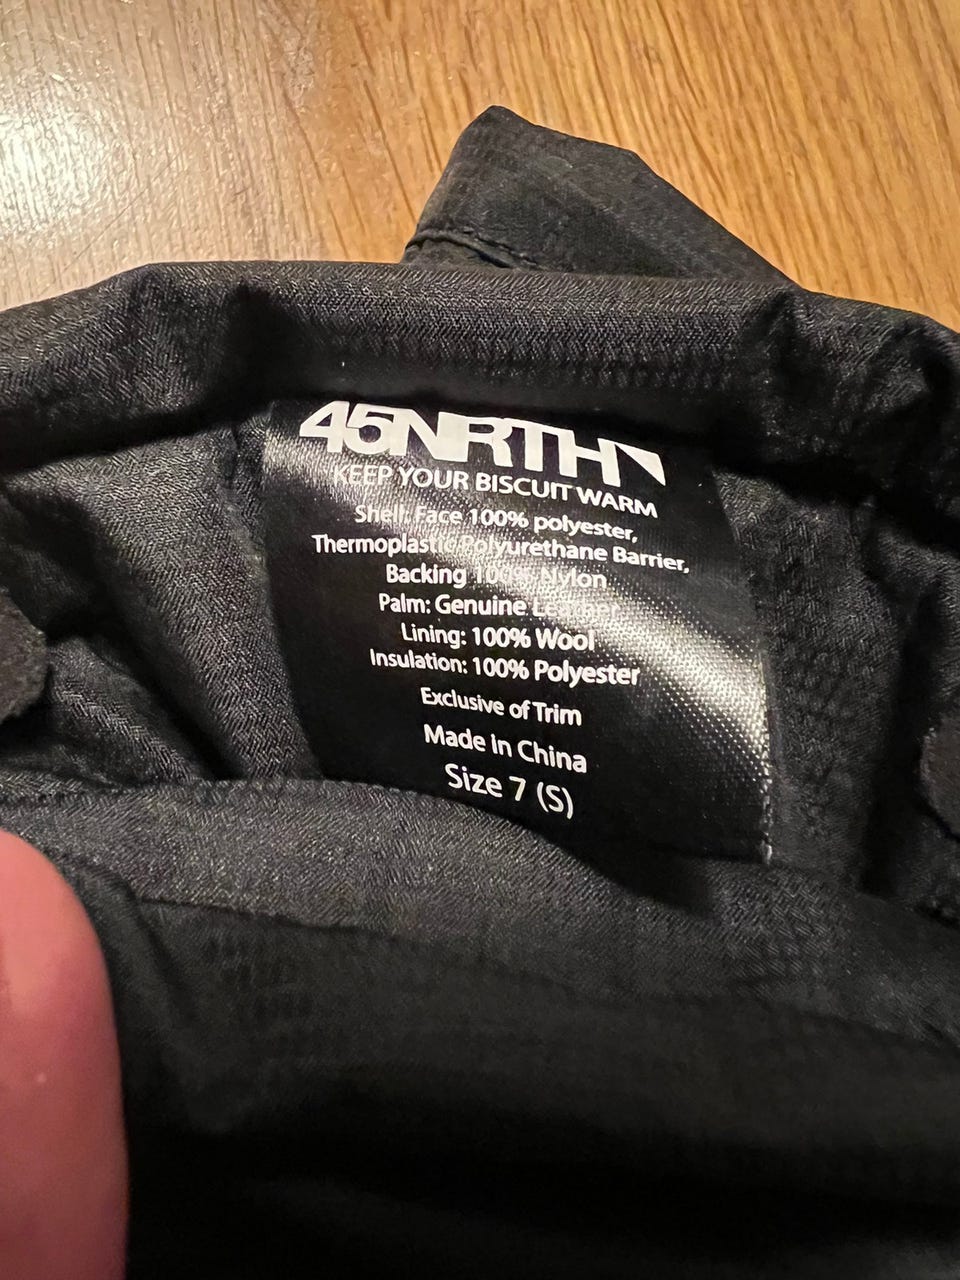 45NRTH
KEEP YOUR BISCUIT WARM
Shell: Face 100% polyester,
Thermoplastic Polyurethane Barrier,
Backing 100% Nylon
Palm: Genuine Leather
Lining: 100% Wool
Insulation: 100% Polyester
Exclusive of Trim
Made in China
Size 7 (S)